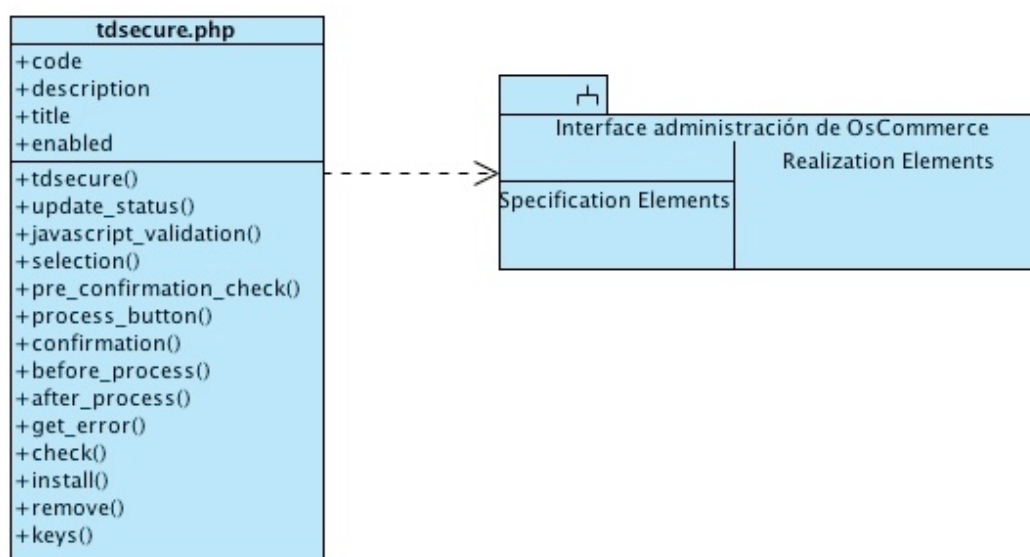 tdsecure.php
+code
+description
+title
+enabled
+tdsecure()
+update_status()
+javascript_validation()
+selection()
+pre_confirmation_check()
+process_button()
+confirmation()
+before_process()
+after_process()
+get_error()
+check()
+install()
+remove()
+keys()
Interface administración de OsCommerce
Realization Elements
Specification Elements